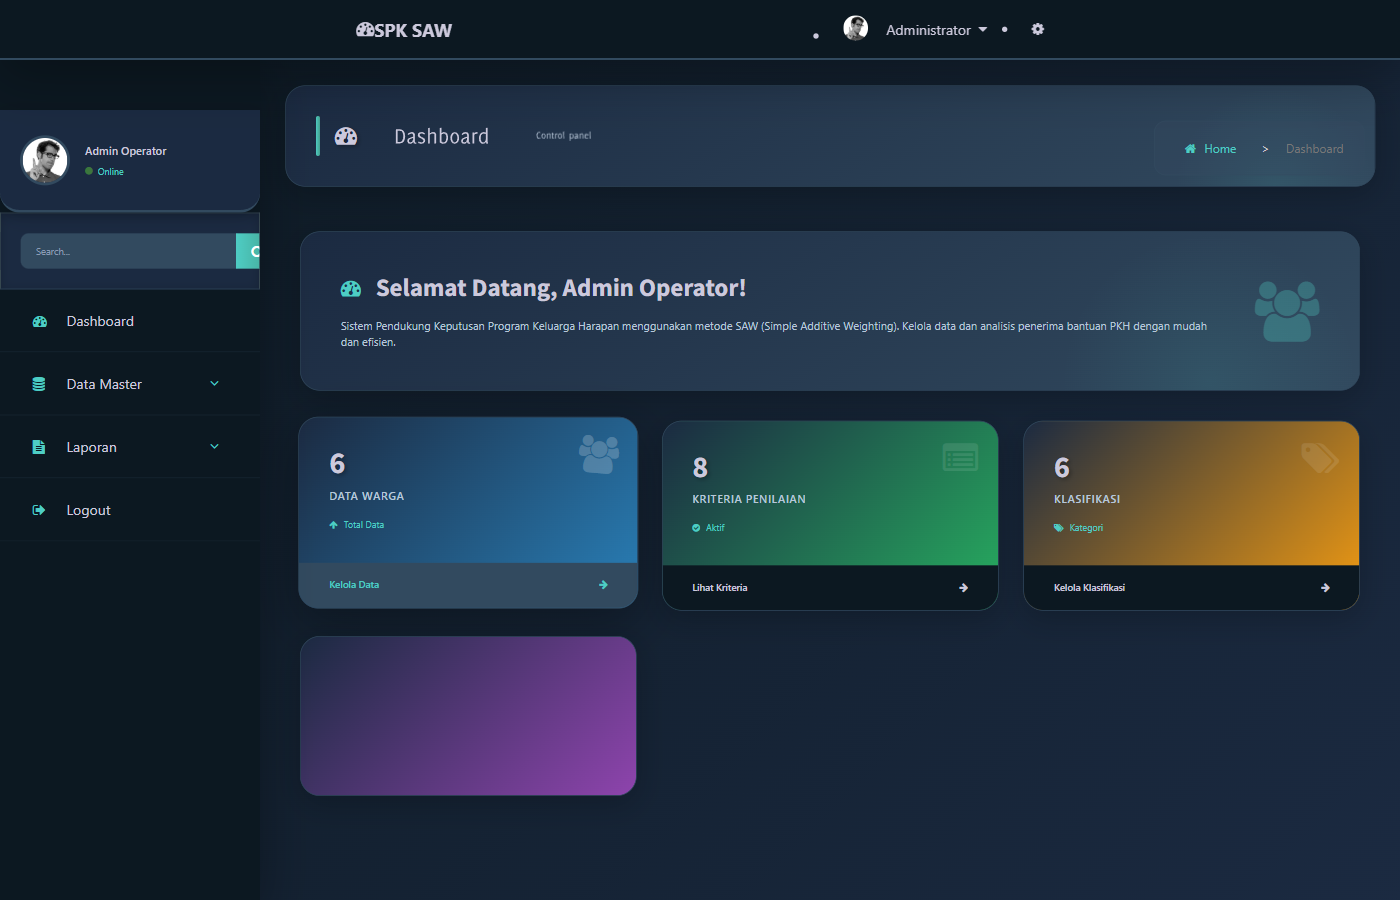 SPK SAW
Administrator
Admin Operator
Online
Search...
Dashboard
Data Master
Laporan
Logout
Dashboard
Control panel
Home > Dashboard
Selamat Datang, Admin Operator!
Sistem Pendukung Keputusan Program Keluarga Harapan menggunakan metode SAW (Simple Additive Weighting). Kelola data dan analisis penerima bantuan PKH dengan mudah
dan efisien.
6
DATA WARGA
Total Data
Kelola Data
8
KRITERIA PENILAIAN
Aktif
Lihat Kriteria
6
KLASIFIKASI
Kategori
Kelola Klasifikasi